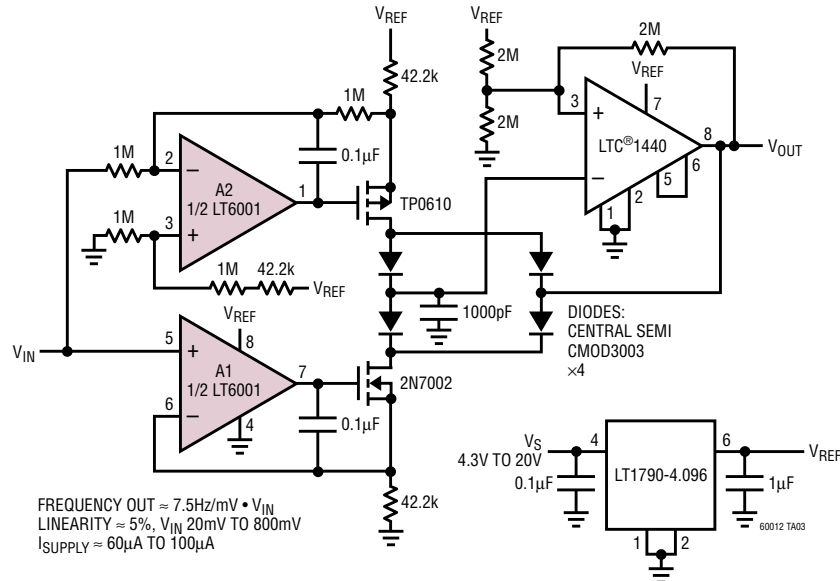 VREF
VREF
42.2k
2M
2M
1M
VREF
7
3
+
LTC®1440
8
VOUT
1M
2
−
0.1µF
2M
A2
1/2 LT6001
1
−
6
5
1M
3
+
TP0610
1
2
1M
42.2k
VREF
1000pF
DIODES:
CENTRAL SEMI
CMOD3003
×4
VREF
8
VIN
5
+
A1
1/2 LT6001
7
2N7002
6
−
4
0.1µF
VS
4.3V TO 20V
4
6
VREF
LT1790-4.096
0.1µF
1µF
42.2k
1
2
60012 TA03
FREQUENCY OUT ≈ 7.5Hz/mV • VIN
LINEARITY ≈ 5%, VIN 20mV TO 800mV
ISUPPLY ≈ 60µA TO 100µA